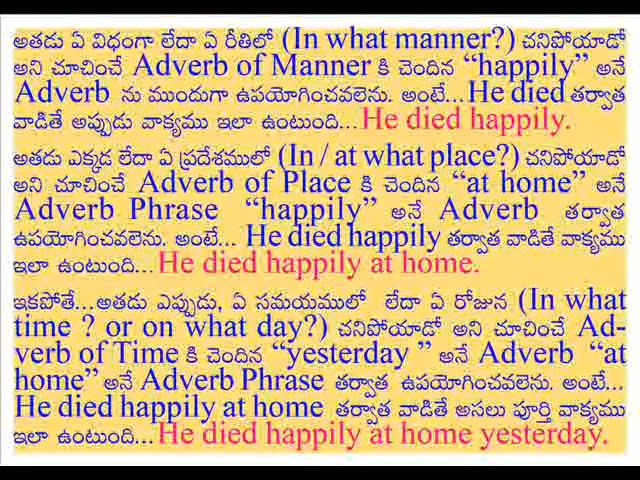 అతడు ఏ విధంగా లేదా ఏ రీతిలో (In what manner?) చనిపోయాడో
అని చూచించే Adverb of Manner కి చెందిన “happily” అనే
Adverb ను ముందుగా ఉపయోగించవలెను. అంటే...He died తర్వాత
వాడితే అప్పుడు వాక్యము ఇలా ఉంటుంది...He died happily.
అతడు ఎక్కడ లేదా ఏ ప్రదేశములో (In / at what place?) చనిపోయాడో
అని చూచించే Adverb of Place కి చెందిన “at home” అనే
Adverb Phrase “happily” అనే Adverb తర్వాత
ఉపయోగించవలెను. అంటే... He died happily తర్వాత వాడితే వాక్యము
ఇలా ఉంటుంది...He died happily at home.
ఇకపోతే...అతడు ఎప్పుడు, ఏ సమయములో లేదా ఏ రోజున (In what
time ? or on what day?) చనిపోయాడో అని చూచించే Ad-
verb of Time కి చెందిన “yesterday ” అనే Adverb “at
home” అనే Adverb Phrase తర్వాత ఉపయోగించవలెను. అంటే...
He died happily at home తర్వాత వాడితే అసలు పూర్తి వాక్యము
ఇలా ఉంటుంది...He died happily at home yesterday.